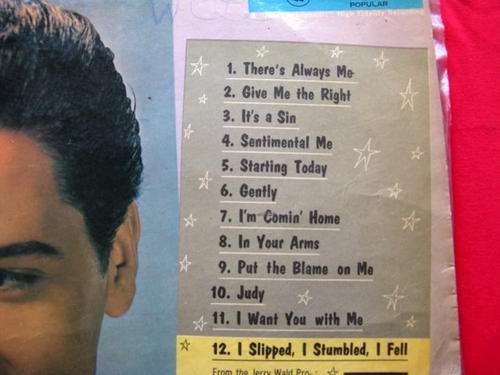 POPULAR
High Fidelity
1. There's Always Me
2. Give Me the Right
3. It's a Sin
4. Sentimental Me
5. Starting Today
6. Gently
7. I'm Comin' Home
8. In Your Arms
9. Put the Blame on Me
10. Judy
11. I Want You with Me
12. I Slipped, I Stumbled, I Fell
From the Jerry Wald Pro-